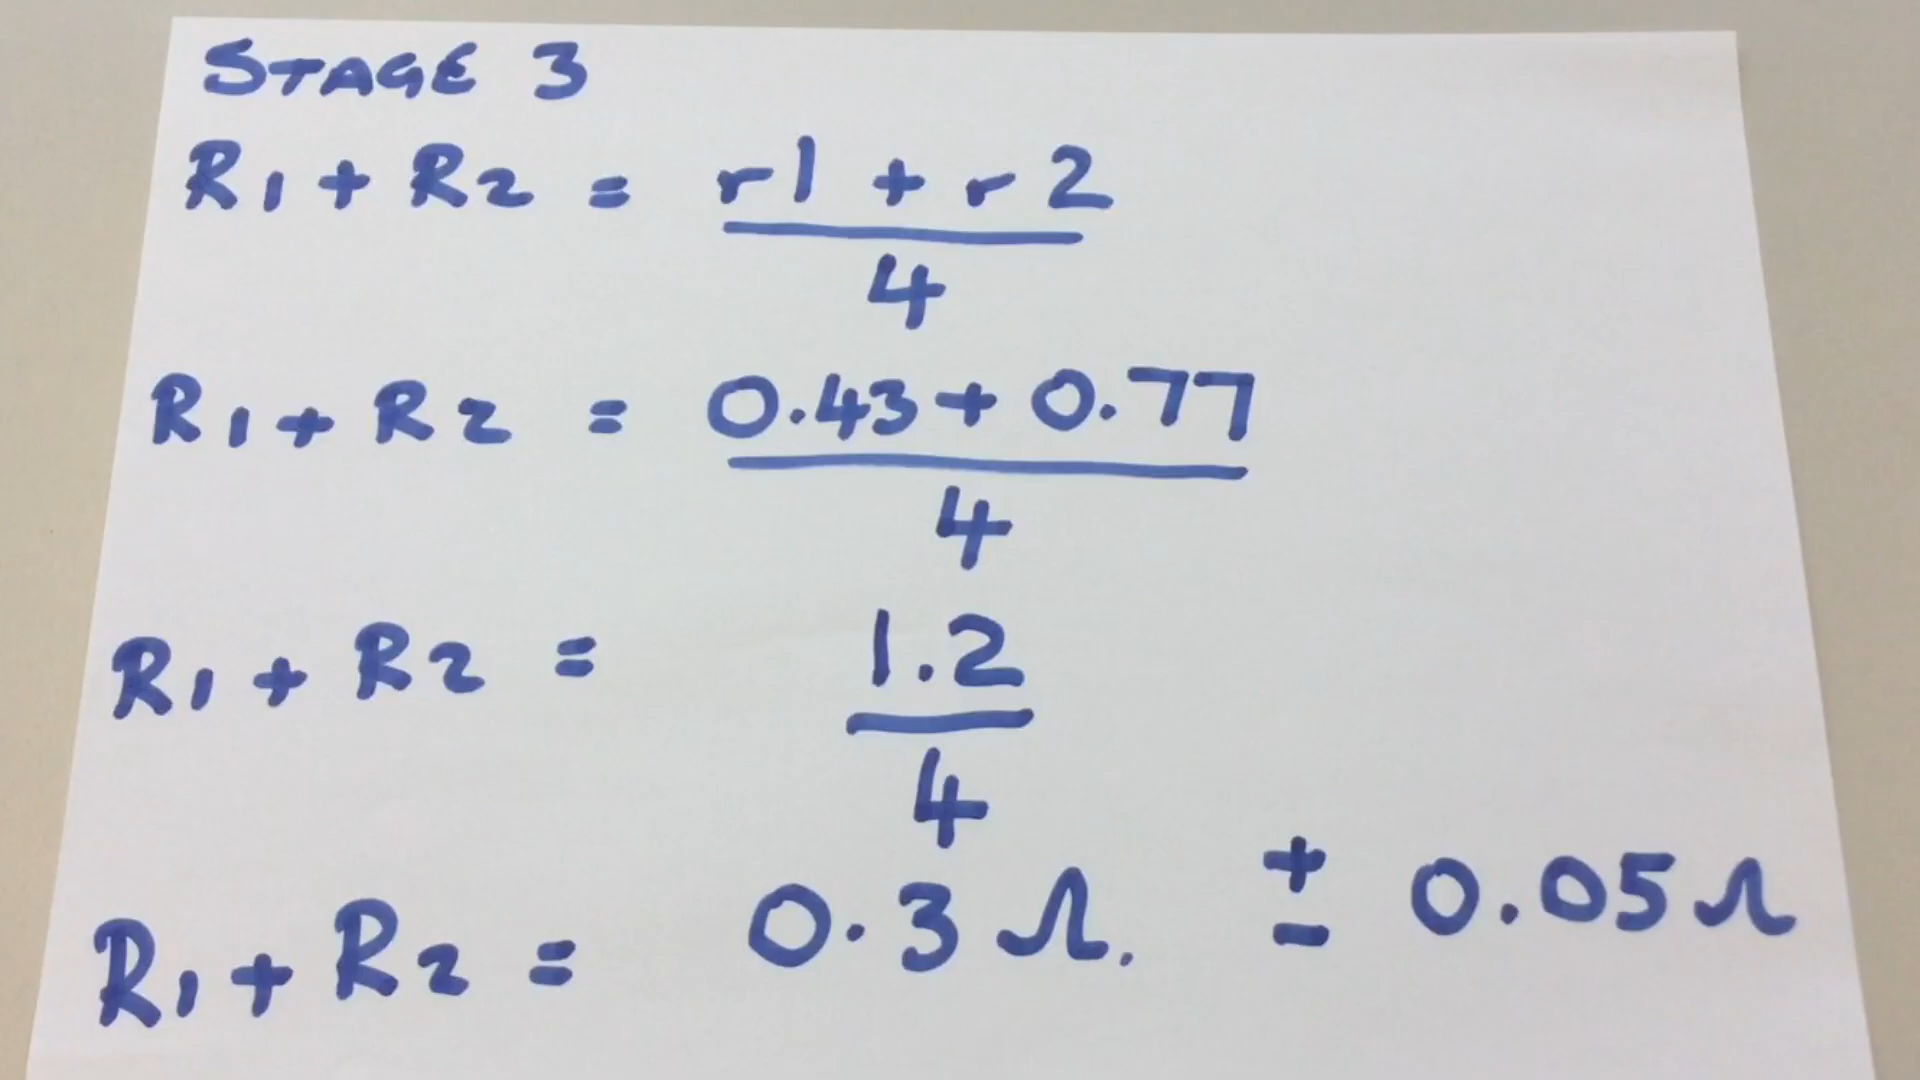 STAGE 3
R1 + R2 = r1 + r2
4
R1 + R2 = 0.43 + 0.77
4
R1 + R2 = 1.2
4
R1 + R2 = 0.3 Ω. ± 0.05 Ω